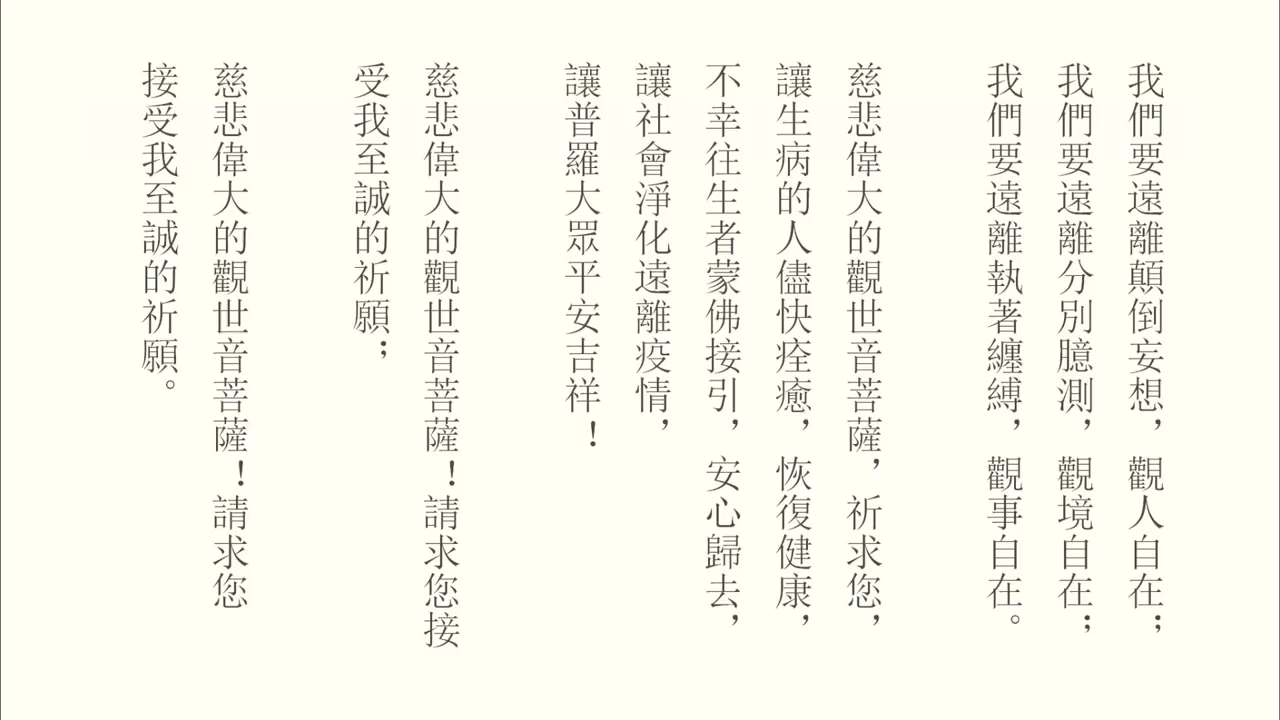 我們要遠離顛倒妄想，觀人自在；
我們要遠離分別臆測，觀境自在；
我們要遠離執著纏縛，觀事自在。
慈悲偉大的觀世音菩薩，祈求您，
讓生病的人儘快痊癒，恢復健康，
不幸往生者蒙佛接引，安心歸去，
讓社會淨化遠離疫情，
讓普羅大眾平安吉祥！
慈悲偉大的觀世音菩薩！請求您接
受我至誠的祈願；
慈悲偉大的觀世音菩薩！請求您
接受我至誠的祈願。